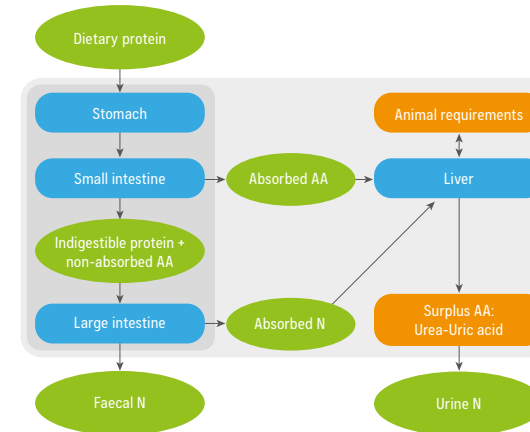 Dietary protein
Stomach
Animal requirements
Small intestine
Absorbed AA
Liver
Indigestible protein +
non-absorbed AA
Large intestine
Absorbed N
Surplus AA:
Urea-Uric acid
Faecal N
Urine N